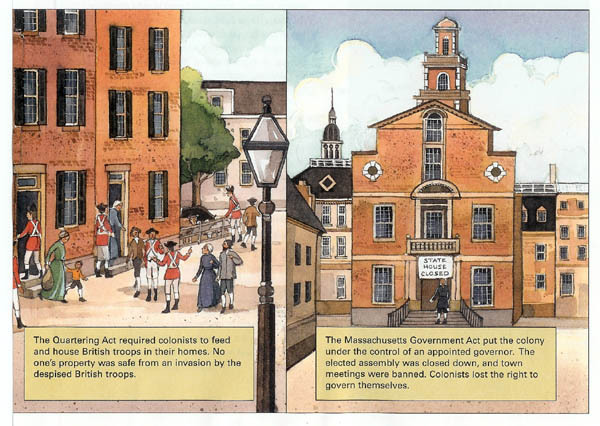 The Quartering Act required colonists to feed
and house British troops in their homes. No
one's property was safe from an invasion by the
despised British troops.
STATE
HOUSE
CLOSED
The Massachusetts Government Act put the colony
under the control of an appointed governor. The
elected assembly was closed down, and town
meetings were banned. Colonists lost the right to
govern themselves.